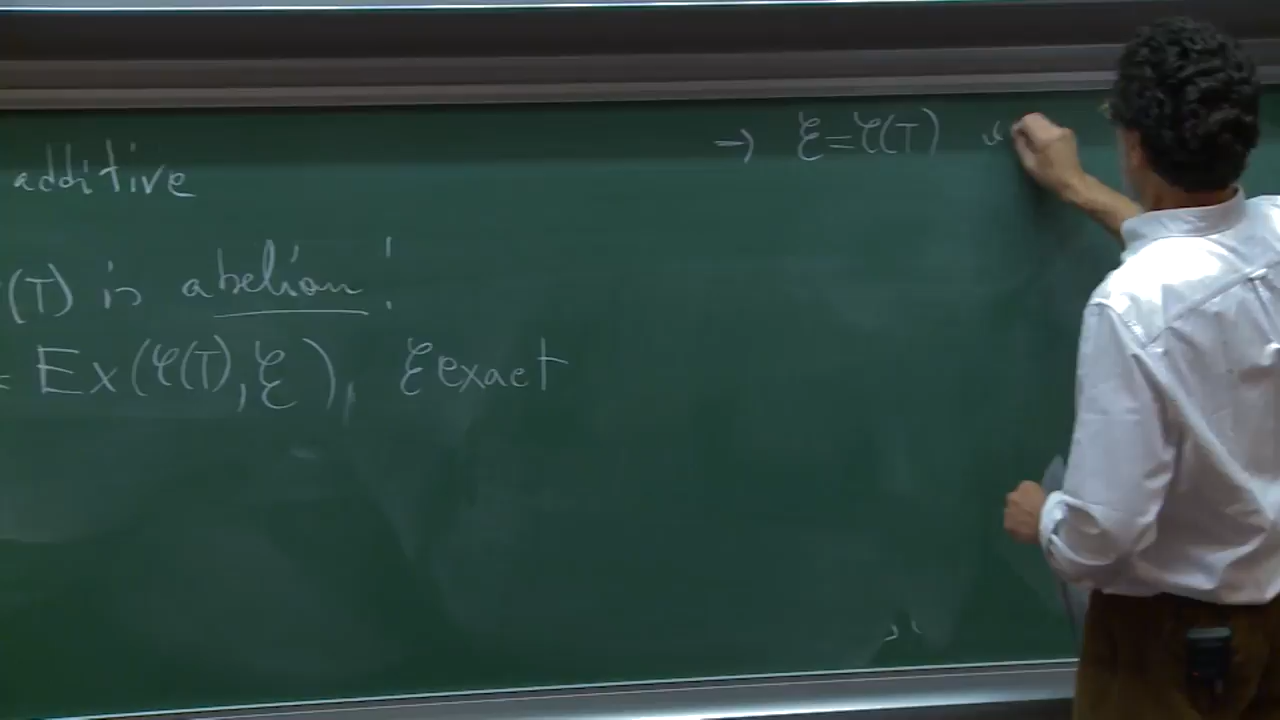 additive
(T) is abelian!
= Ex(𝒞(T), ℰ), ℰ exact
→ ℰ = 𝒞(T)